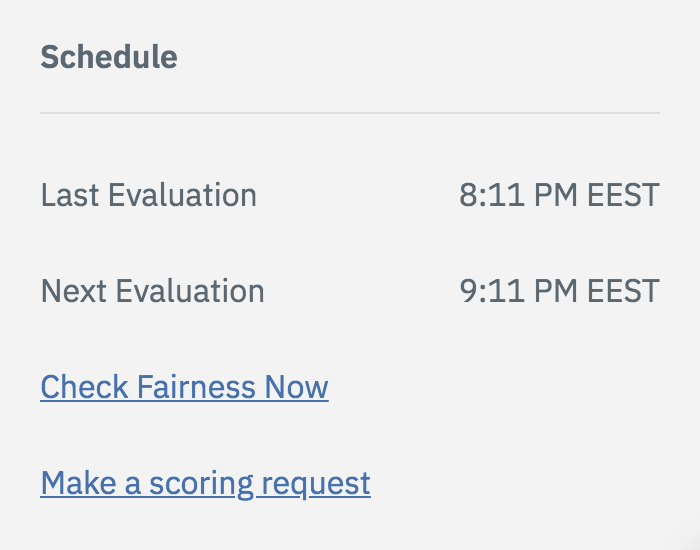 Schedule
Last Evaluation 8:11 PM EEST
Next Evaluation 9:11 PM EEST
Check Fairness Now
Make a scoring request